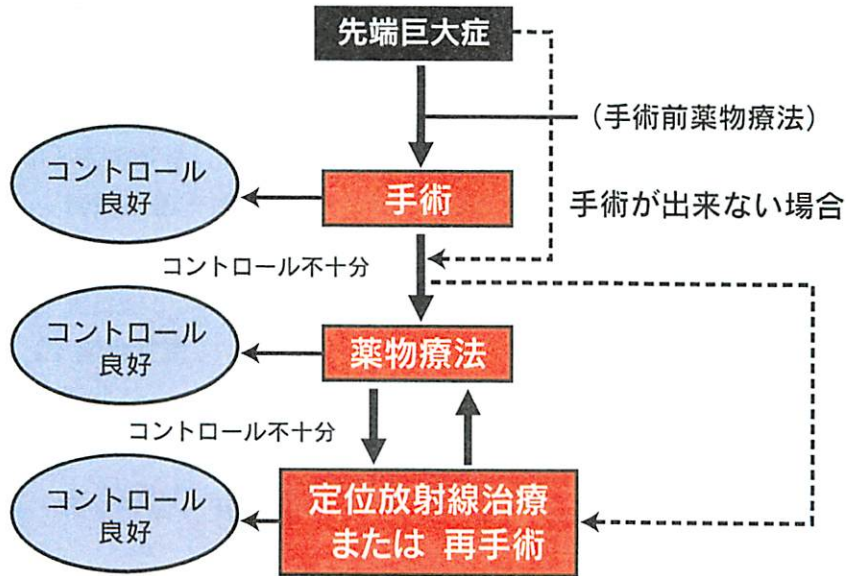 先端巨大症
（手術前薬物療法）
コントロール
良好
手術
手術が出来ない場合
コントロール不十分
コントロール
良好
薬物療法
コントロール不十分
コントロール
良好
定位放射線治療
または 再手術